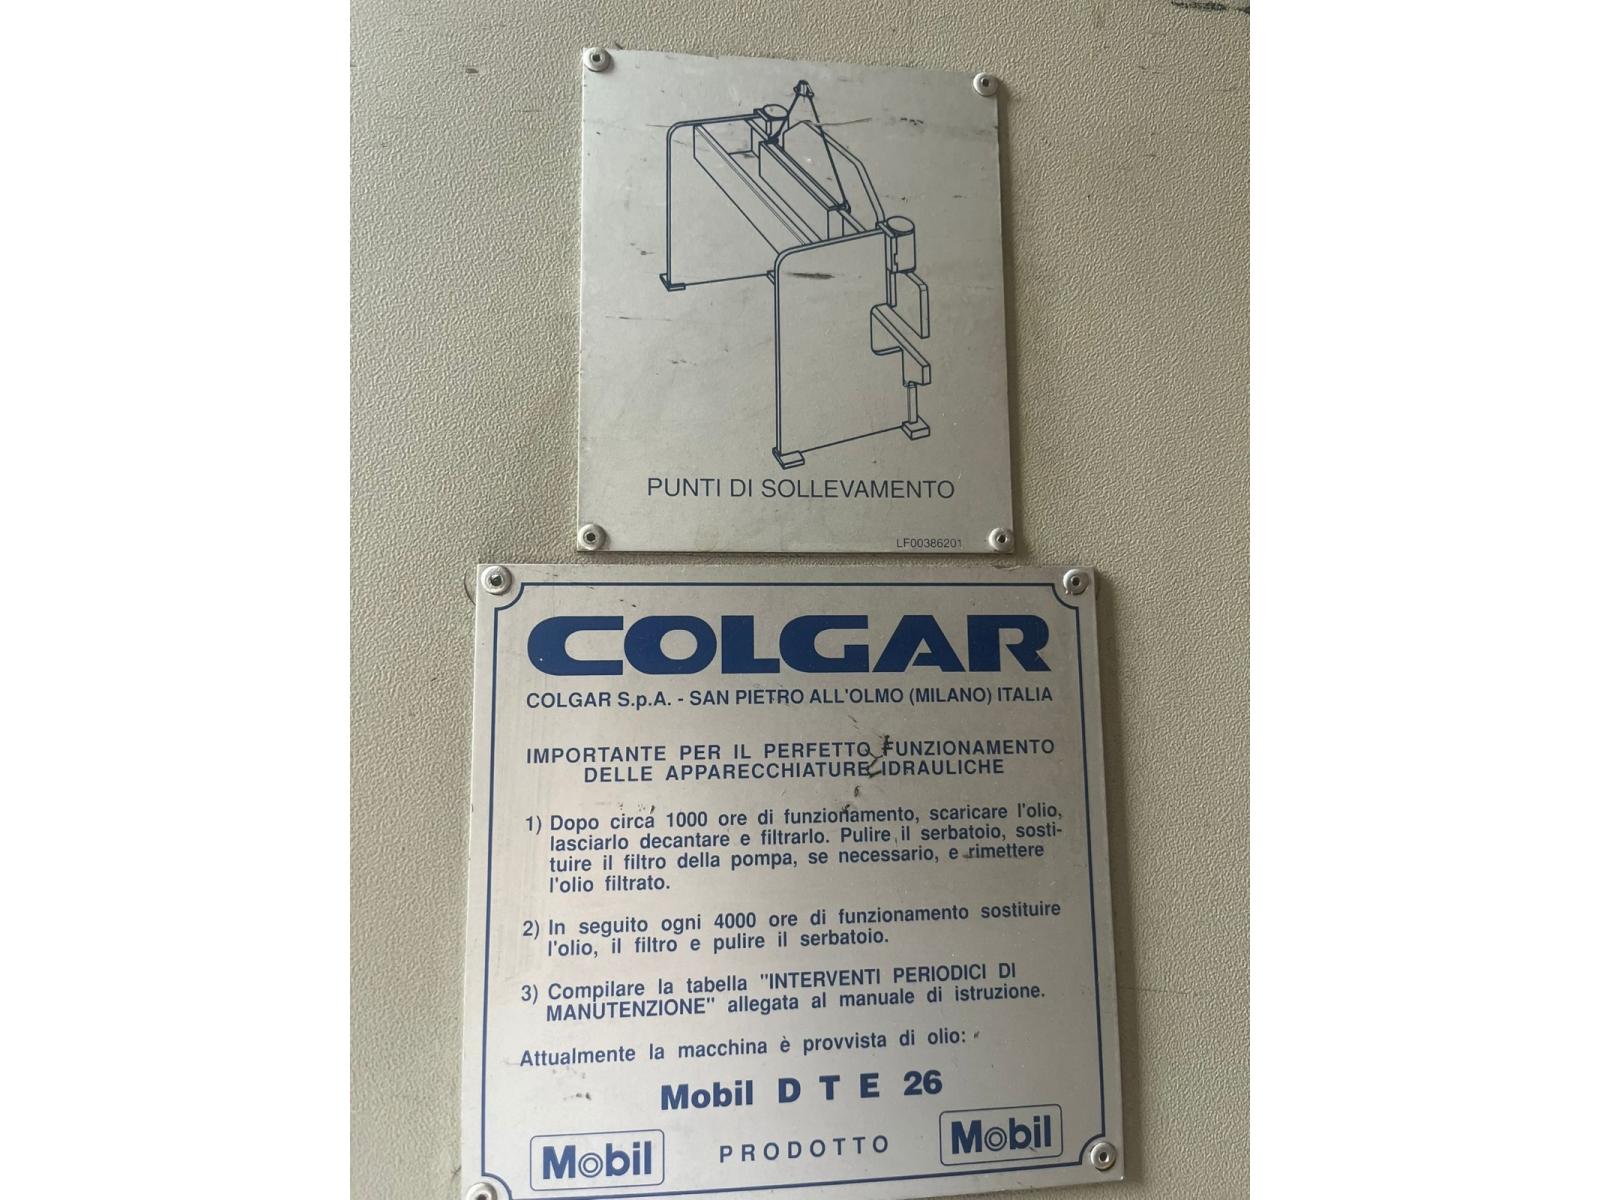 PUNTI DI SOLLEVAMENTO
LF00386201
COLGAR
COLGAR S.p.A. - SAN PIETRO ALL'OLMO (MILANO) ITALIA
IMPORTANTE PER IL PERFETTO FUNZIONAMENTO
DELLE APPARECCHIATURE IDRAULICHE
1) Dopo circa 1000 ore di funzionamento, scaricare l'olio,
lasciarlo decantare e filtrarlo. Pulire il serbatoio, sosti-
tuire il filtro della pompa, se necessario, e rimettere
l'olio filtrato.
2) In seguito ogni 4000 ore di funzionamento sostituire
l'olio, il filtro e pulire il serbatoio.
3) Compilare la tabella "INTERVENTI PERIODICI DI
MANUTENZIONE" allegata al manuale di istruzione.
Attualmente la macchina è provvista di olio:
Mobil D T E 26
Mobil PRODOTTO Mobil